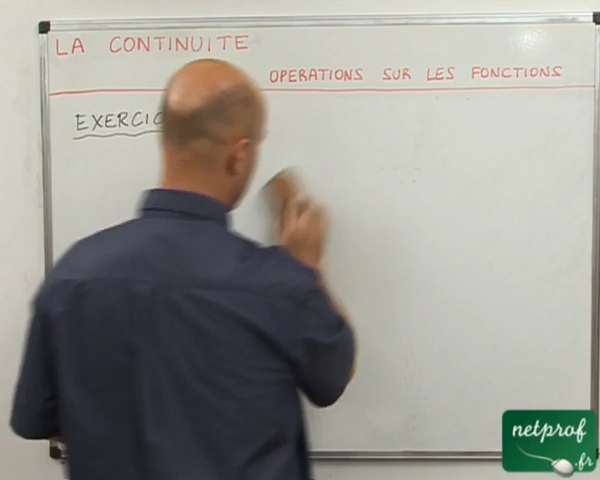 LA CONTINUITE
OPERATIONS SUR LES FONCTIONS
EXERCIC
netprof
.fr